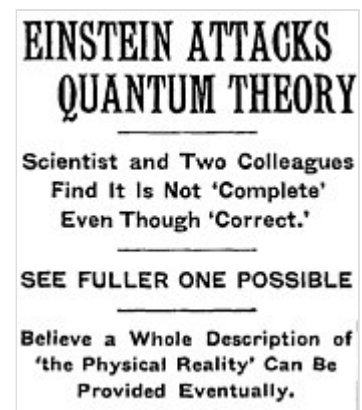 EINSTEIN ATTACKS
QUANTUM THEORY
Scientist and Two Colleagues
Find It Is Not ‘Complete’
Even Though ‘Correct.’
SEE FULLER ONE POSSIBLE
Believe a Whole Description of
‘the Physical Reality’ Can Be
Provided Eventually.